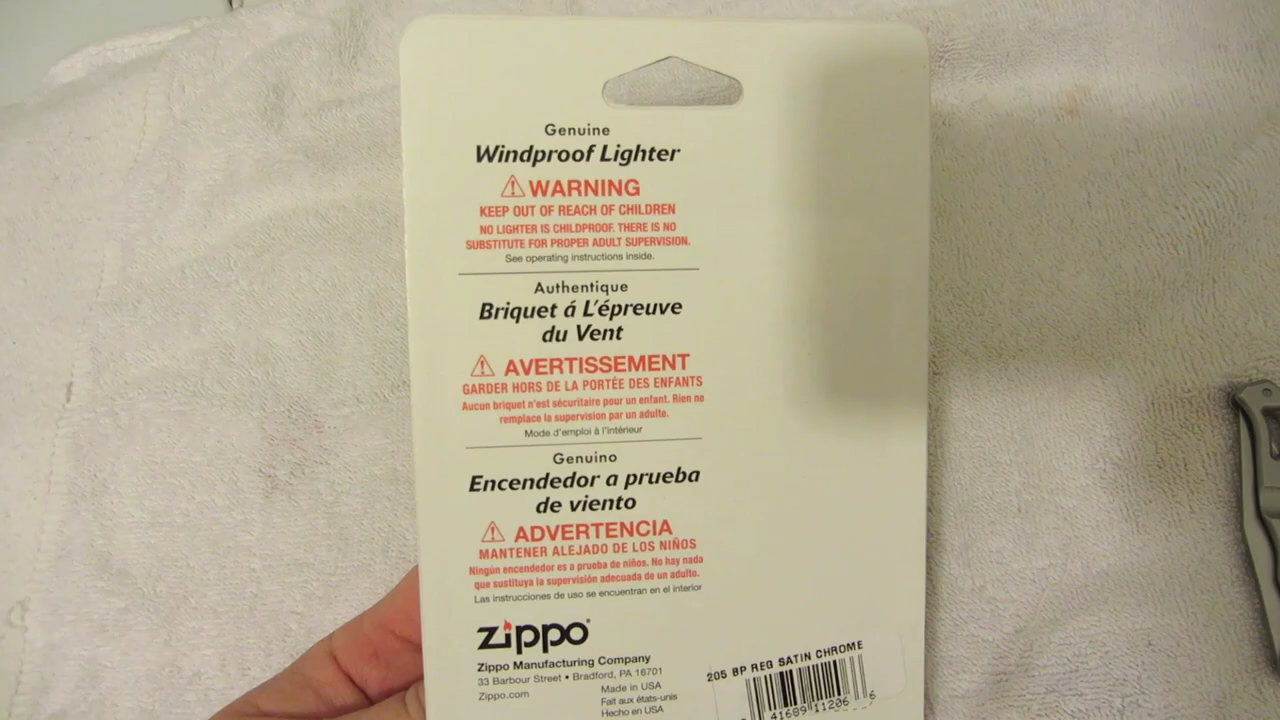 Genuine
Windproof Lighter
⚠ WARNING
KEEP OUT OF REACH OF CHILDREN
NO LIGHTER IS CHILDPROOF. THERE IS NO
SUBSTITUTE FOR PROPER ADULT SUPERVISION.
See operating instructions inside.
Authentique
Briquet á L'épreuve
du Vent
⚠ AVERTISSEMENT
GARDER HORS DE LA PORTÉE DES ENFANTS
Aucun briquet n'est sécuritaire pour un enfant. Rien ne
remplace la supervision par un adulte.
Mode d'emploi à l'intérieur
Genuino
Encendedor a prueba
de viento
⚠ ADVERTENCIA
MANTENER ALEJADO DE LOS NIÑOS
Ningún encendedor es a prueba de niños. No hay nada
que sustituya la supervisión adecuada de un adulto.
Las instrucciones de uso se encuentran en el interior
zippo®
Zippo Manufacturing Company
33 Barbour Street • Bradford, PA 16701
Zippo.com
Made in USA
Fait aux états-unis
Hecho en USA
205 BP REG SATIN CHROME
41689 11206 6